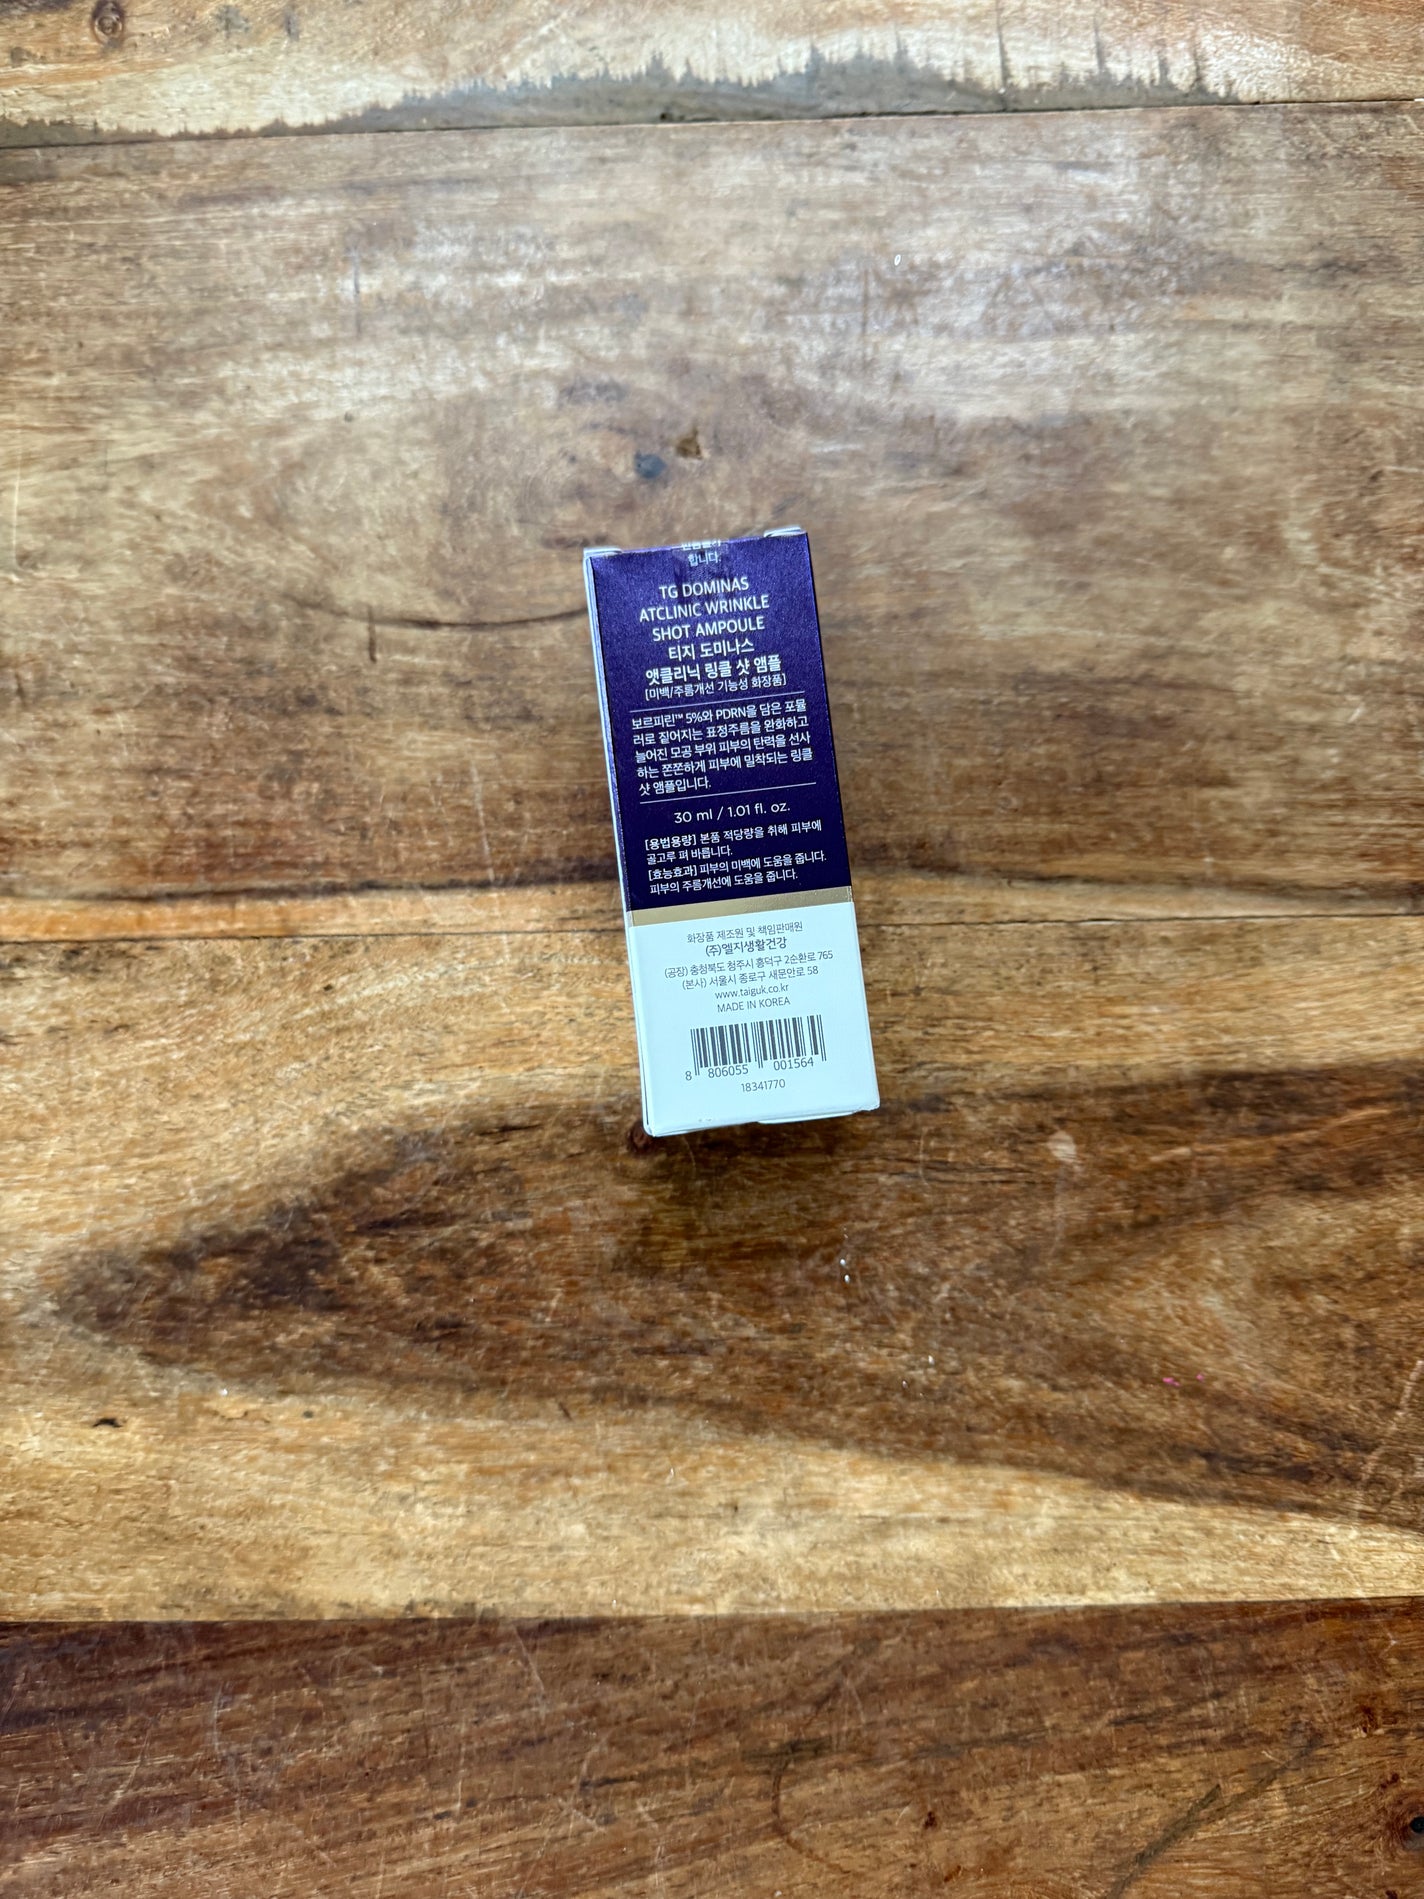 합니다.
TG DOMINAS
ATCLINIC WRINKLE
SHOT AMPOULE
티지 도미나스
앳클리닉 링클 샷 앰플
[미백/주름개선 기능성 화장품]
보르피린™ 5%와 PDRN을 담은 포뮬
러로 짙어지는 표정주름을 완화하고
늘어진 모공 부위 피부의 탄력을 선사
하는 쫀쫀하게 피부에 밀착되는 링클
샷 앰플입니다.
30 ml / 1.01 fl. oz.
[용법용량] 본품 적당량을 취해 피부에
골고루 펴 바릅니다.
[효능효과] 피부의 미백에 도움을 줍니다.
피부의 주름개선에 도움을 줍니다.
화장품 제조원 및 책임판매원
(주)엘지생활건강
(공장) 충청북도 청주시 흥덕구 2순환로 765
(본사) 서울시 종로구 새문안로 58
www.taiguk.co.kr
MADE IN KOREA
8 806055 001564
18341770